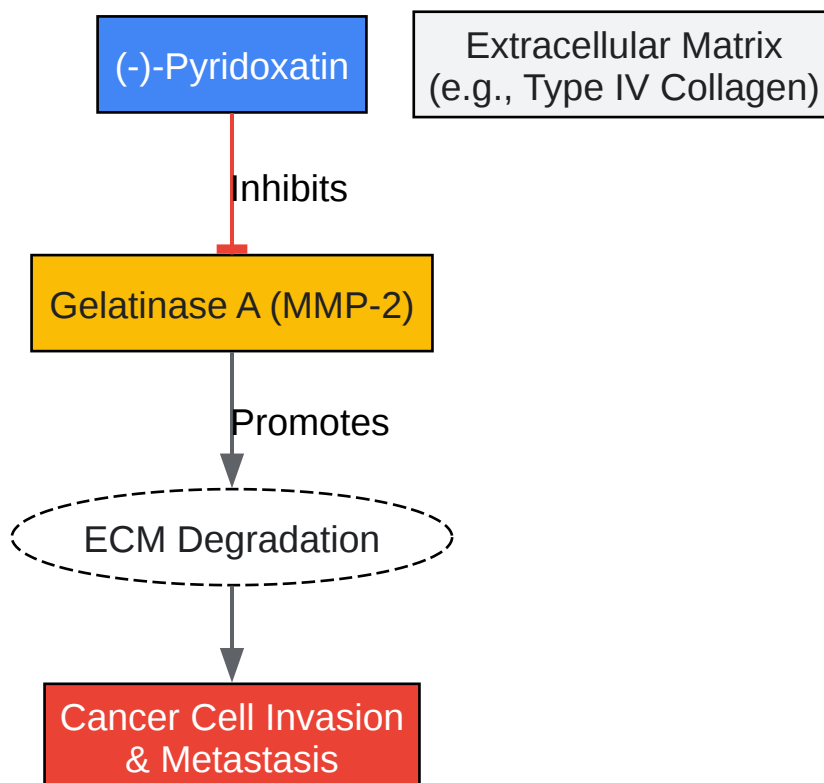 (-)-Pyridoxatin
Extracellular Matrix
(e.g., Type IV Collagen)
Inhibits
Gelatinase A (MMP-2)
Promotes
ECM Degradation
Cancer Cell Invasion
& Metastasis